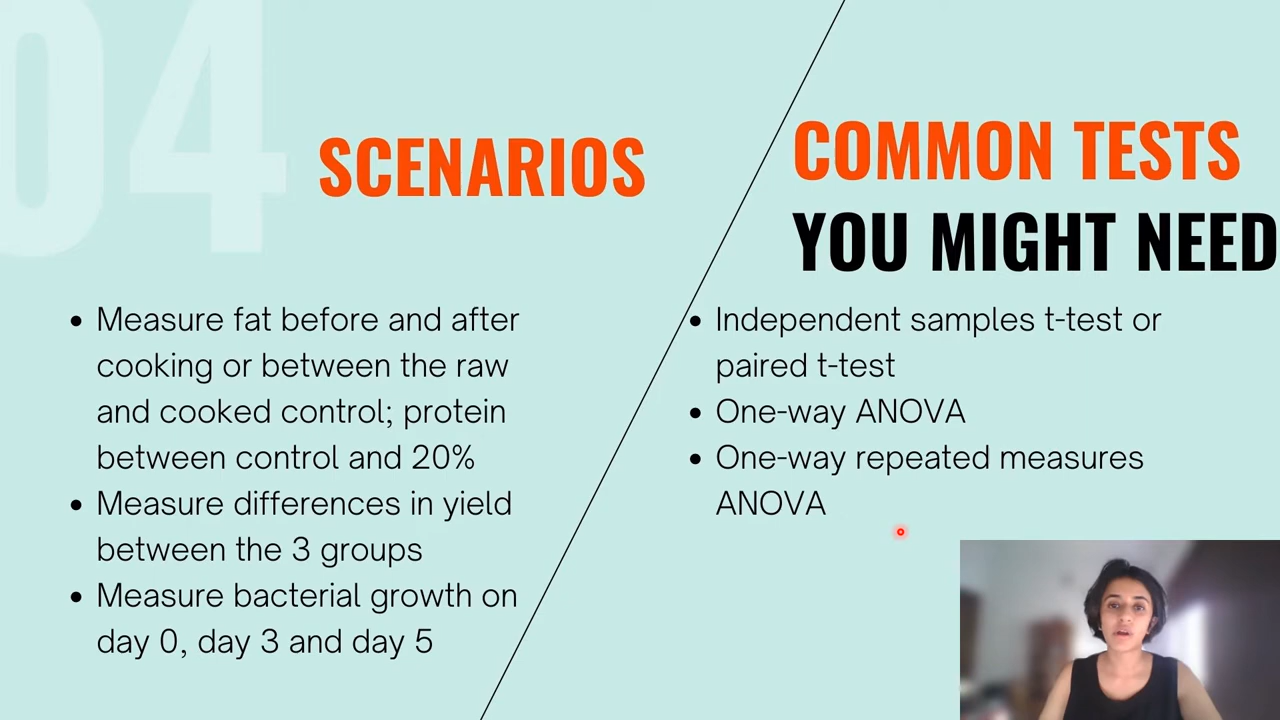 04
SCENARIOS
• Measure fat before and after
cooking or between the raw
and cooked control; protein
between control and 20%
• Measure differences in yield
between the 3 groups
• Measure bacterial growth on
day 0, day 3 and day 5
COMMON TESTS
YOU MIGHT NEED
• Independent samples t-test or
paired t-test
• One-way ANOVA
• One-way repeated measures
ANOVA